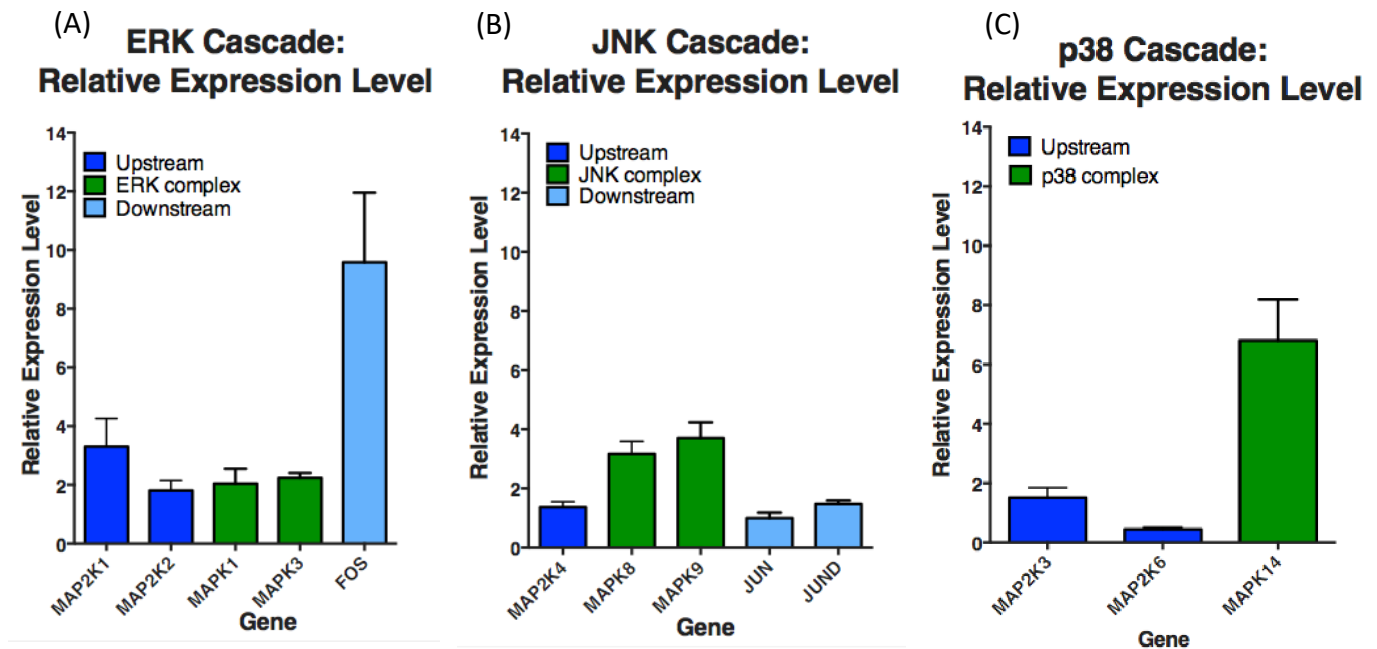 (A)
ERK Cascade:
Relative Expression Level
Relative Expression Level
14
12
10
8
6
4
2
0
Upstream
ERK complex
Downstream
MAP2K1
MAP2K2
MAPK1
MAPK3
FOS
Gene
(B)
JNK Cascade:
Relative Expression Level
Relative Expression Level
14
12
10
8
6
4
2
0
Upstream
JNK complex
Downstream
MAP2K4
MAPK8
MAPK9
JUN
JUND
Gene
(C)
p38 Cascade:
Relative Expression Level
Relative Expression Level
14
12
10
8
6
4
2
0
Upstream
p38 complex
MAP2K3
MAP2K6
MAPK14
Gene